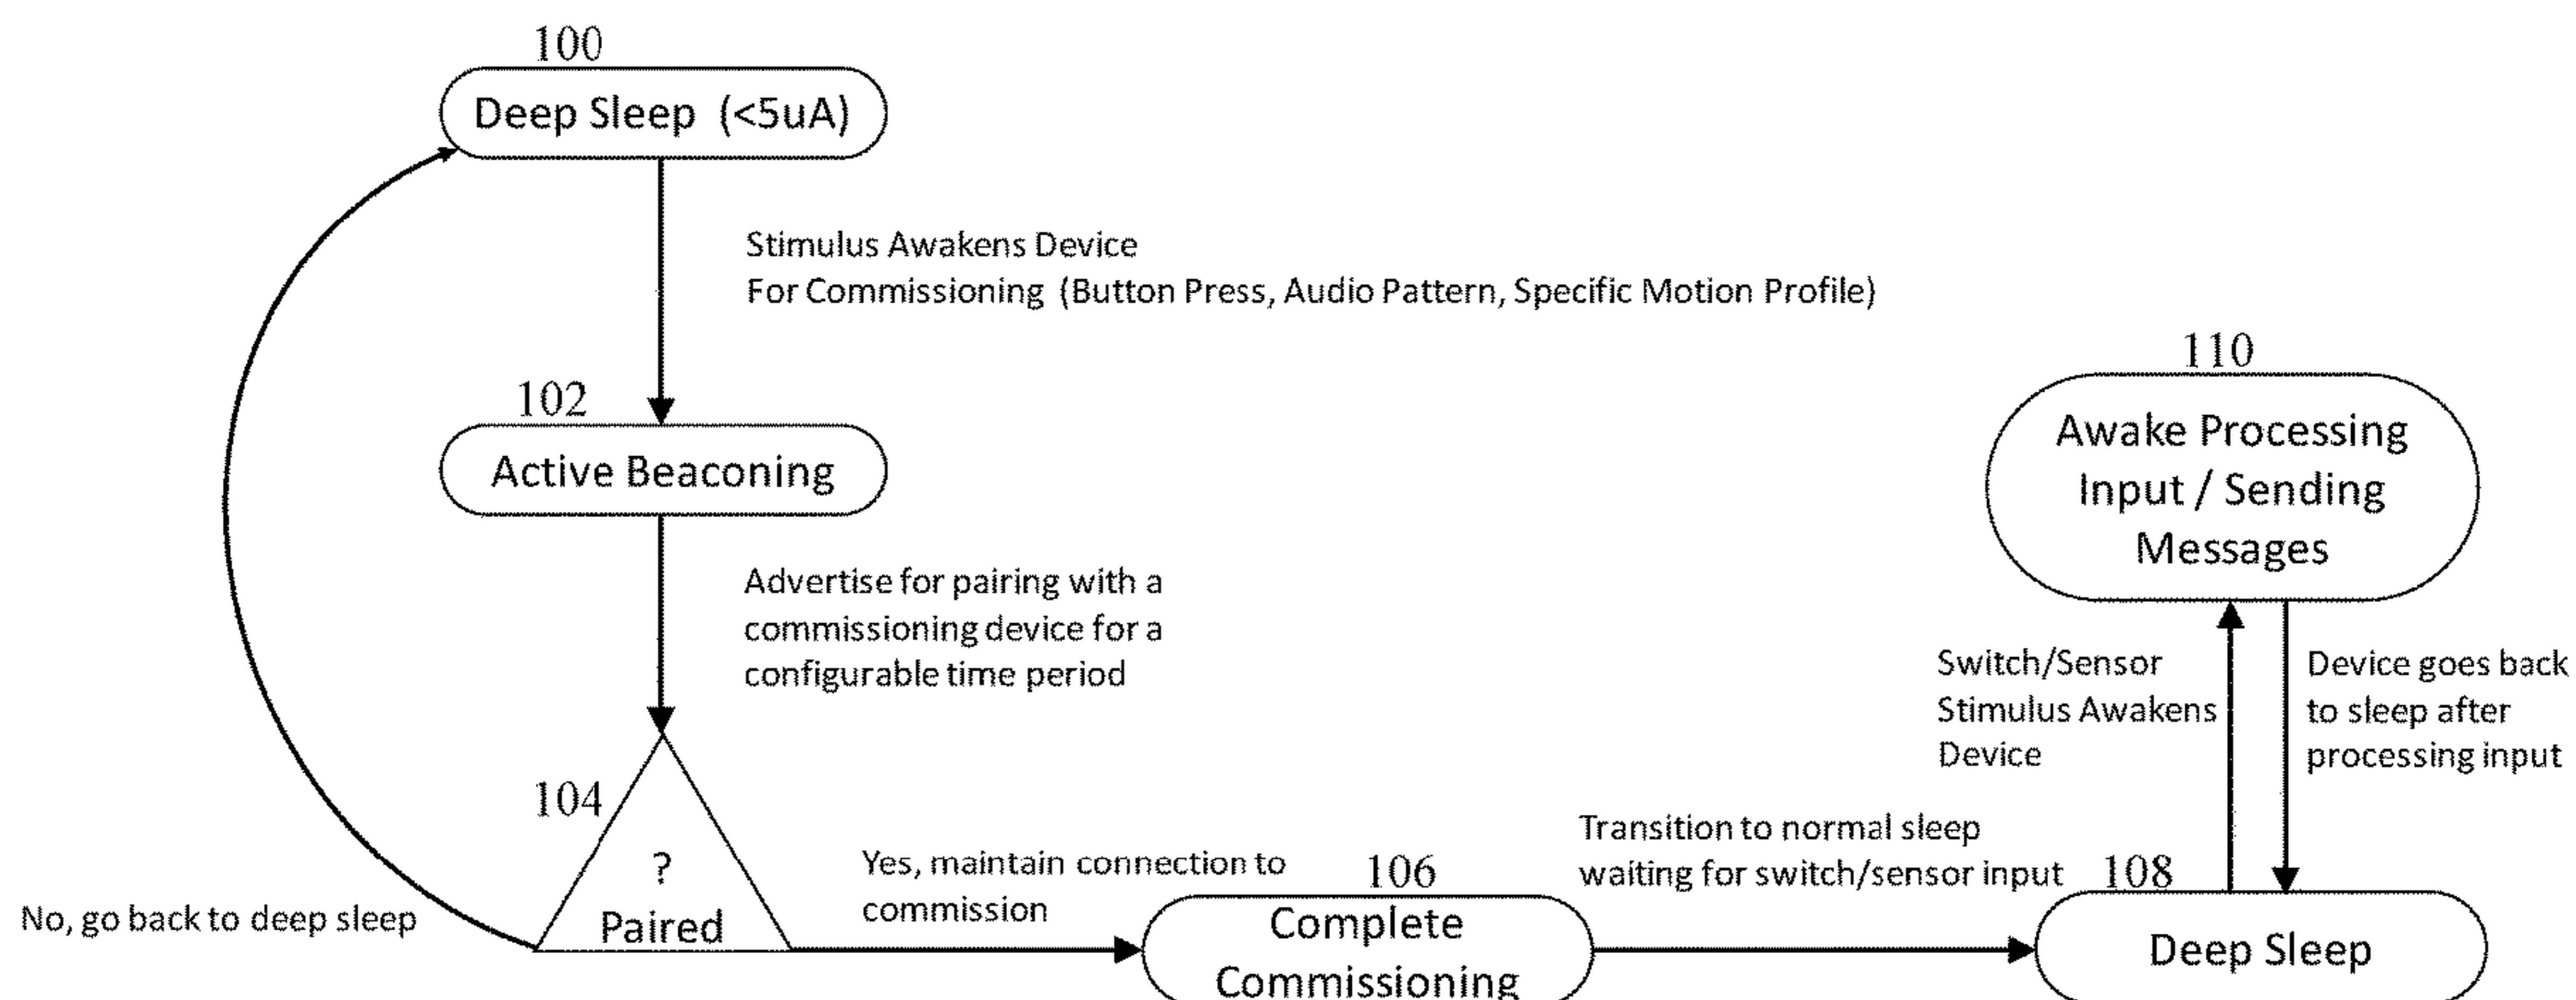 100
Deep Sleep (<5uA)
Stimulus Awakens Device
For Commissioning (Button Press, Audio Pattern, Specific Motion Profile)
102
Active Beaconing
110
Awake Processing
Input / Sending
Messages
Advertise for pairing with a
commissioning device for a
configurable time period
Switch/Sensor
Stimulus Awakens
Device
Device goes back
to sleep after
processing input
104
?
Paired
No, go back to deep sleep
Yes, maintain connection to
commission
106
Complete
Commissioning
Transition to normal sleep
waiting for switch/sensor input
108
Deep Sleep